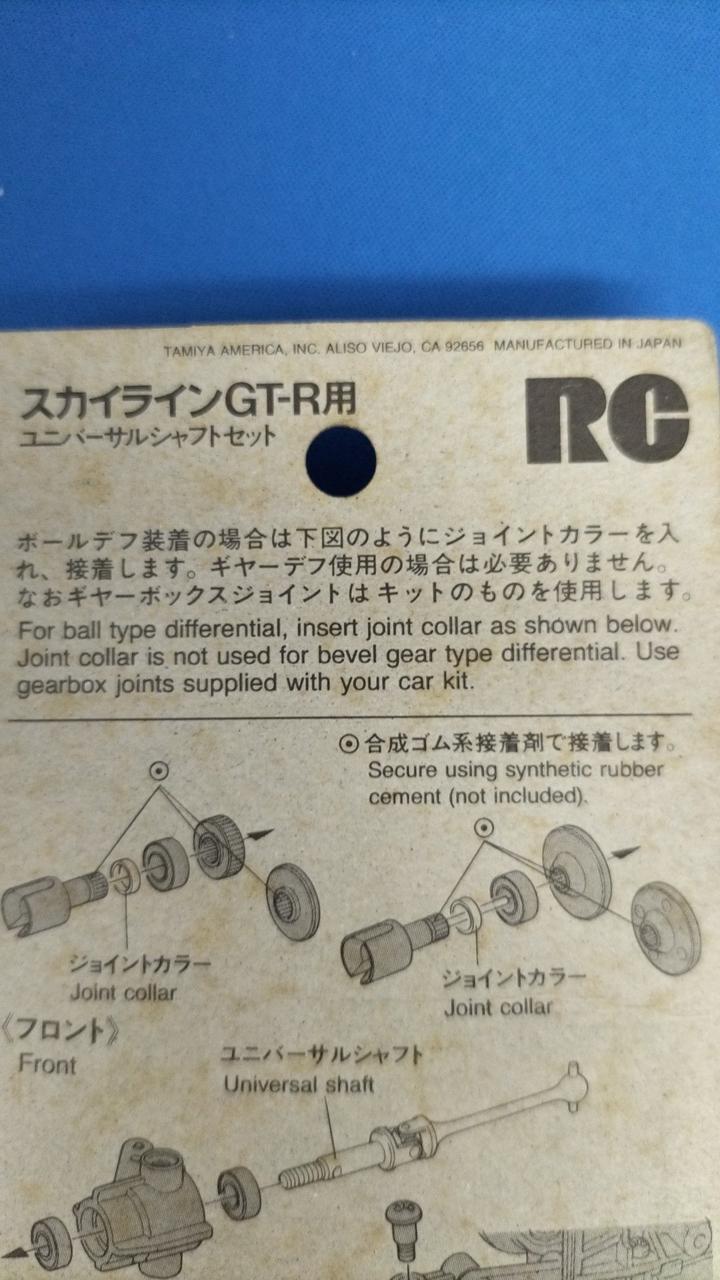 TAMIYA AMERICA, INC. ALISO VIEJO, CA 92656 MANUFACTURED IN JAPAN
スカイラインGT-R用
RC
ユニバーサルシャフトセット
ボールデフ装着の場合は下図のようにジョイントカラーを入
れ、接着します。ギヤーデフ使用の場合は必要ありません。
なおギヤーボックスジョイントはキットのものを使用します。
For ball type differential, insert joint collar as shown below.
Joint collar is not used for bevel gear type differential. Use
gearbox joints supplied with your car kit.
合成ゴム系接着剤で接着します。
Secure using synthetic rubber
cement (not included).
ジョイントカラー
Joint collar
ジョイントカラー
Joint collar
《フロント》
Front
ユニバーサルシャフト
Universal shaft